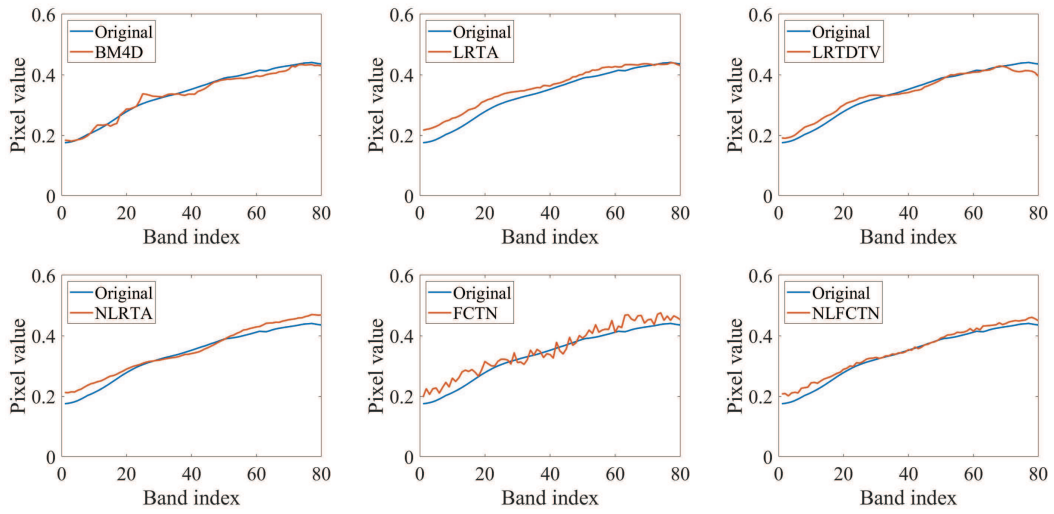 0.6
Original
BM4D
0.4
Pixel value
0.2
0
0 20 40 60 80
Band index
0.6
Original
LRTA
0.4
Pixel value
0.2
0
0 20 40 60 80
Band index
0.6
Original
LRTDTV
0.4
Pixel value
0.2
0
0 20 40 60 80
Band index
0.6
Original
NLRTA
0.4
Pixel value
0.2
0
0 20 40 60 80
Band index
0.6
Original
FCTN
0.4
Pixel value
0.2
0
0 20 40 60 80
Band index
0.6
Original
NLFCTN
0.4
Pixel value
0.2
0
0 20 40 60 80
Band index